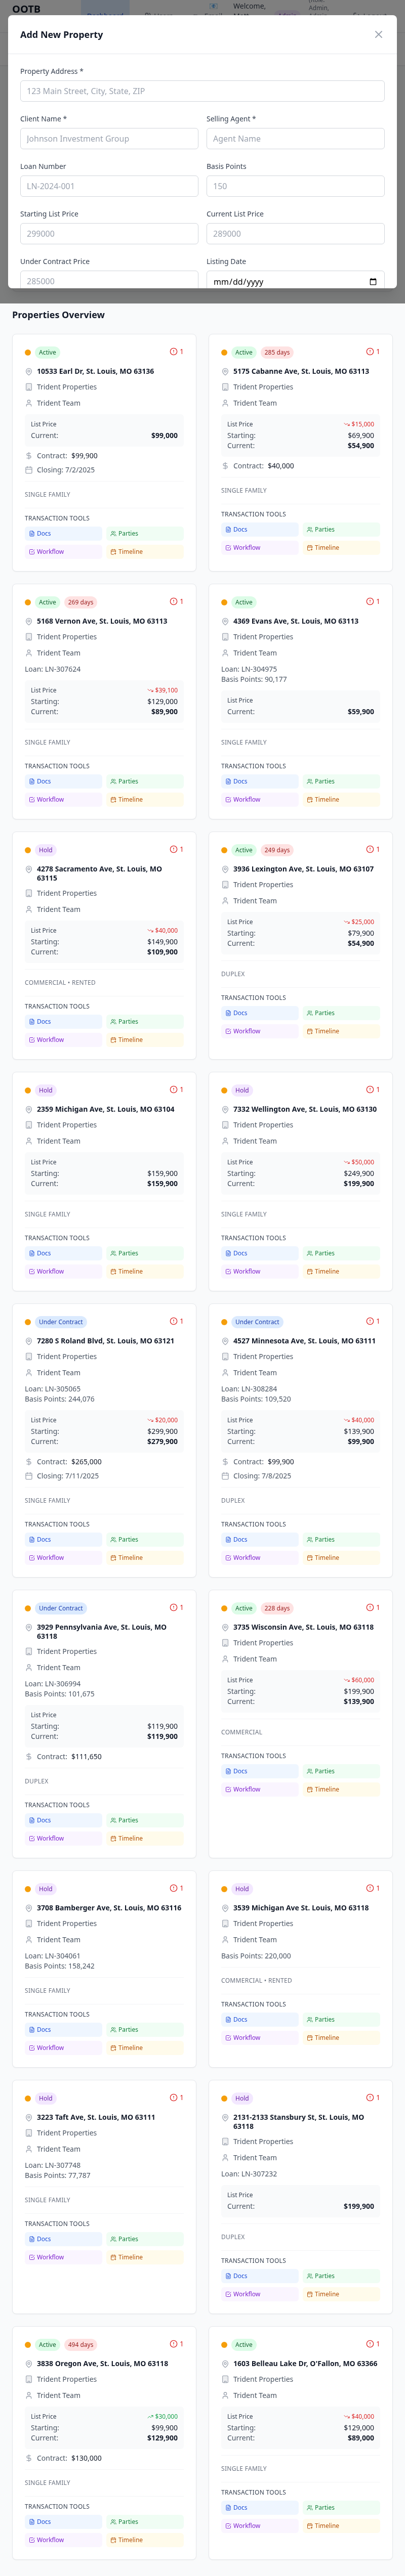 OOTB
Welcome,
Admin,
Add New Property
Property Address *
123 Main Street, City, State, ZIP
Client Name * Selling Agent *
Johnson Investment Group Agent Name
Loan Number Basis Points
LN-2024-001 150
Starting List Price Current List Price
299000 289000
Under Contract Price Listing Date
285000 mm/dd/yyyy
Properties Overview
Active 1
10533 Earl Dr, St. Louis, MO 63136
Trident Properties
Trident Team
List Price
Current: $99,000
Contract: $99,900
Closing: 7/2/2025
SINGLE FAMILY
TRANSACTION TOOLS
Docs Parties
Workflow Timeline
Active 285 days 1
5175 Cabanne Ave, St. Louis, MO 63113
Trident Properties
Trident Team
List Price $15,000
Starting: $69,900
Current: $54,900
Contract: $40,000
SINGLE FAMILY
TRANSACTION TOOLS
Docs Parties
Workflow Timeline
Active 269 days 1
5168 Vernon Ave, St. Louis, MO 63113
Trident Properties
Trident Team
Loan: LN-307624
List Price $39,100
Starting: $129,000
Current: $89,900
SINGLE FAMILY
TRANSACTION TOOLS
Docs Parties
Workflow Timeline
Active 1
4369 Evans Ave, St. Louis, MO 63113
Trident Properties
Trident Team
Loan: LN-304975
Basis Points: 90,177
List Price
Current: $59,900
SINGLE FAMILY
TRANSACTION TOOLS
Docs Parties
Workflow Timeline
Hold 1
4278 Sacramento Ave, St. Louis, MO
63115
Trident Properties
Trident Team
List Price $40,000
Starting: $149,900
Current: $109,900
COMMERCIAL • RENTED
TRANSACTION TOOLS
Docs Parties
Workflow Timeline
Active 249 days 1
3936 Lexington Ave, St. Louis, MO 63107
Trident Properties
Trident Team
List Price $25,000
Starting: $79,900
Current: $54,900
DUPLEX
TRANSACTION TOOLS
Docs Parties
Workflow Timeline
Hold 1
2359 Michigan Ave, St. Louis, MO 63104
Trident Properties
Trident Team
List Price
Starting: $159,900
Current: $159,900
SINGLE FAMILY
TRANSACTION TOOLS
Docs Parties
Workflow Timeline
Hold 1
7332 Wellington Ave, St. Louis, MO 63130
Trident Properties
Trident Team
List Price $50,000
Starting: $249,900
Current: $199,900
SINGLE FAMILY
TRANSACTION TOOLS
Docs Parties
Workflow Timeline
Under Contract 1
7280 S Roland Blvd, St. Louis, MO 63121
Trident Properties
Trident Team
Loan: LN-305065
Basis Points: 244,076
List Price $20,000
Starting: $299,900
Current: $279,900
Contract: $265,000
Closing: 7/11/2025
SINGLE FAMILY
TRANSACTION TOOLS
Docs Parties
Workflow Timeline
Under Contract 1
4527 Minnesota Ave, St. Louis, MO 63111
Trident Properties
Trident Team
Loan: LN-308284
Basis Points: 109,520
List Price $40,000
Starting: $139,900
Current: $99,900
Contract: $99,900
Closing: 7/8/2025
DUPLEX
TRANSACTION TOOLS
Docs Parties
Workflow Timeline
Under Contract 1
3929 Pennsylvania Ave, St. Louis, MO
63118
Trident Properties
Trident Team
Loan: LN-306994
Basis Points: 101,675
List Price
Starting: $119,900
Current: $119,900
Contract: $111,650
DUPLEX
TRANSACTION TOOLS
Docs Parties
Workflow Timeline
Active 228 days 1
3735 Wisconsin Ave, St. Louis, MO 63118
Trident Properties
Trident Team
List Price $60,000
Starting: $199,900
Current: $139,900
COMMERCIAL
TRANSACTION TOOLS
Docs Parties
Workflow Timeline
Hold 1
3708 Bamberger Ave, St. Louis, MO 63116
Trident Properties
Trident Team
Loan: LN-304061
Basis Points: 158,242
SINGLE FAMILY
TRANSACTION TOOLS
Docs Parties
Workflow Timeline
Hold 1
3539 Michigan Ave St. Louis, MO 63118
Trident Properties
Trident Team
Basis Points: 220,000
COMMERCIAL • RENTED
TRANSACTION TOOLS
Docs Parties
Workflow Timeline
Hold 1
3223 Taft Ave, St. Louis, MO 63111
Trident Properties
Trident Team
Loan: LN-307748
Basis Points: 77,787
SINGLE FAMILY
TRANSACTION TOOLS
Docs Parties
Workflow Timeline
Hold 1
2131-2133 Stansbury St, St. Louis, MO
63118
Trident Properties
Trident Team
Loan: LN-307232
List Price
Current: $199,900
DUPLEX
TRANSACTION TOOLS
Docs Parties
Workflow Timeline
Active 494 days 1
3838 Oregon Ave, St. Louis, MO 63118
Trident Properties
Trident Team
List Price $30,000
Starting: $99,900
Current: $129,900
Contract: $130,000
SINGLE FAMILY
TRANSACTION TOOLS
Docs Parties
Workflow Timeline
Active 1
1603 Belleau Lake Dr, O'Fallon, MO 63366
Trident Properties
Trident Team
List Price $40,000
Starting: $129,000
Current: $89,000
SINGLE FAMILY
TRANSACTION TOOLS
Docs Parties
Workflow Timeline